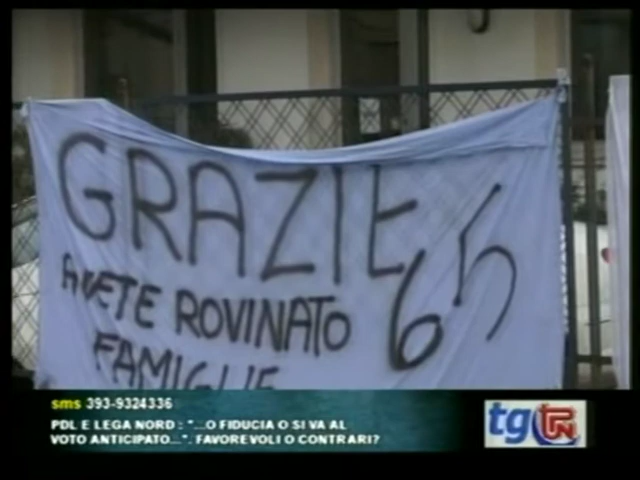 GRAZIE
AVETE ROVINATO 65
FAMIGLIE
sms 393-9324336
PDL E LEGA NORD : "...O FIDUCIA O SI VA AL
VOTO ANTICIPATO...". FAVOREVOLI O CONTRARI?
tg TRN